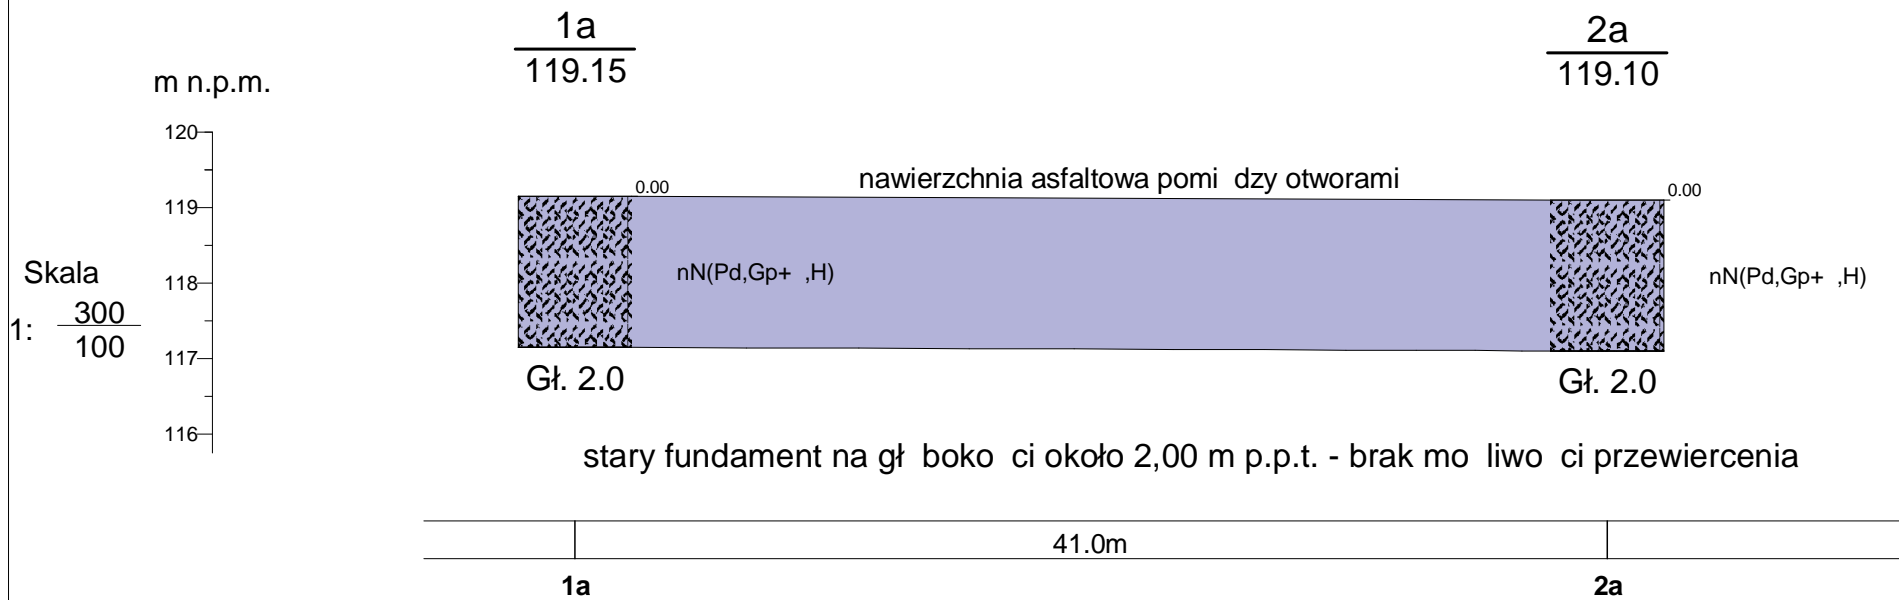 1a
119.15
2a
119.10
m n.p.m.
120
119
118
117
116
Skala
1: 300
100
0.00
nawierzchnia asfaltowa pomi dzy otworami
0.00
nN(Pd,Gp+ ,H)
nN(Pd,Gp+ ,H)
Gł. 2.0
Gł. 2.0
stary fundament na gł boko ci około 2,00 m p.p.t. - brak mo liwo ci przewiercenia
41.0m
1a
2a